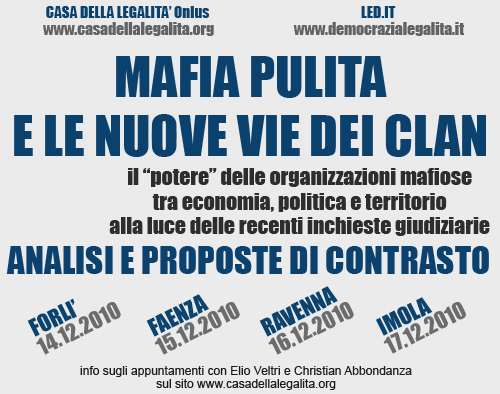 CASA DELLA LEGALITA' Onlus
www.casadellalegalita.org
LED.IT
www.democrazialegalita.it
MAFIA PULITA
E LE NUOVE VIE DEI CLAN
il “potere” delle organizzazioni mafiose
tra economia, politica e territorio
alla luce delle recenti inchieste giudiziarie
ANALISI E PROPOSTE DI CONTRASTO
FORLI'
14.12.2010
FAENZA
15.12.2010
RAVENNA
16.12.2010
IMOLA
17.12.2010
info sugli appuntamenti con Elio Veltri e Christian Abbondanza
sul sito www.casadellalegalita.org